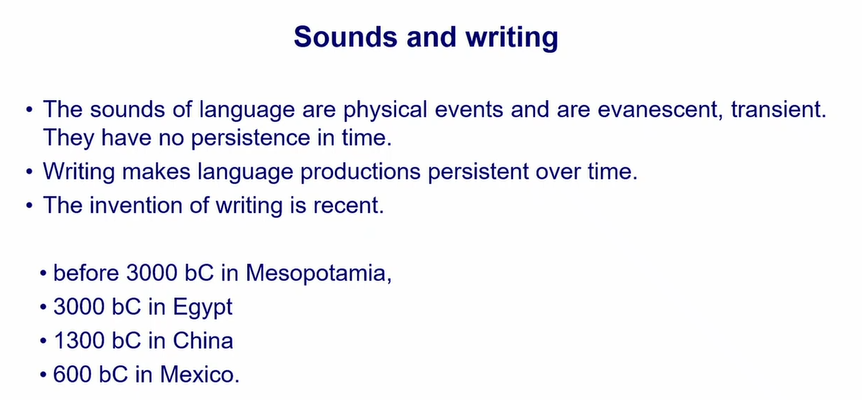 Sounds and writing
• The sounds of language are physical events and are evanescent, transient.
They have no persistence in time.
• Writing makes language productions persistent over time.
• The invention of writing is recent.
• before 3000 bC in Mesopotamia,
• 3000 bC in Egypt
• 1300 bC in China
• 600 bC in Mexico.